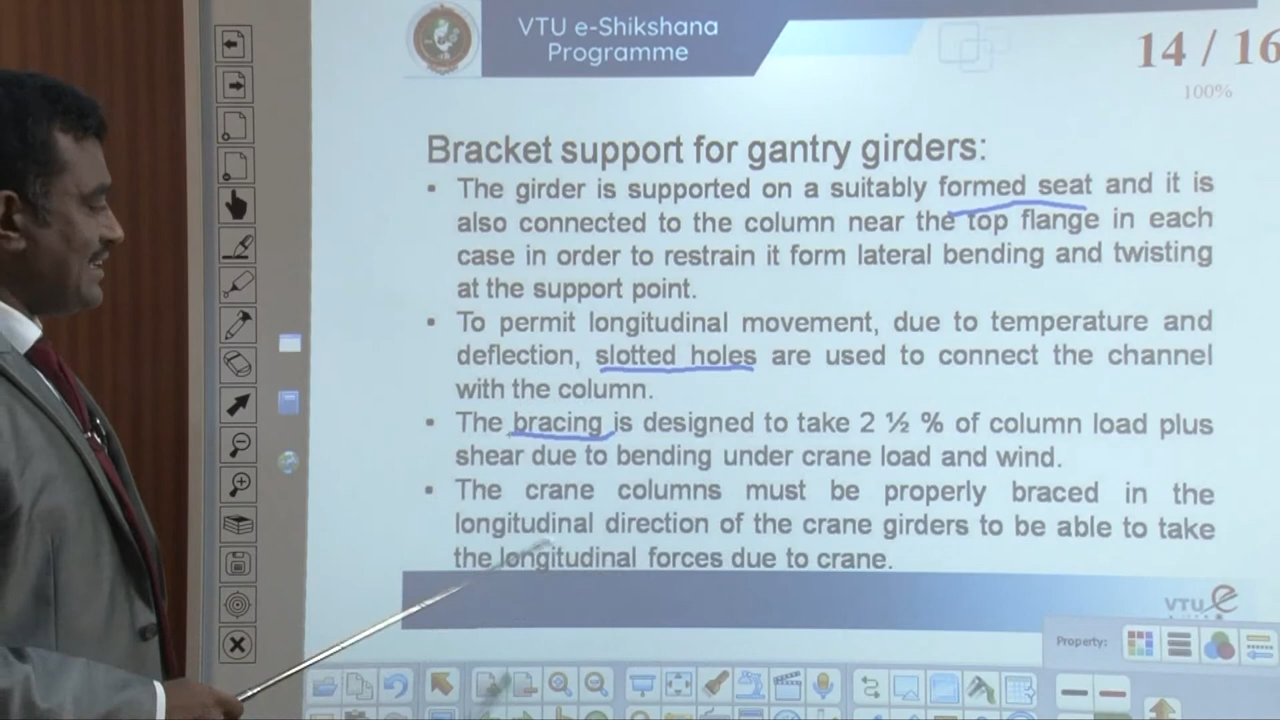 VTU e-Shikshana
Programme
14 / 16
100%
Bracket support for gantry girders:
▪ The girder is supported on a suitably formed seat and it is
also connected to the column near the top flange in each
case in order to restrain it form lateral bending and twisting
at the support point.
▪ To permit longitudinal movement, due to temperature and
deflection, slotted holes are used to connect the channel
with the column.
▪ The bracing is designed to take 2 ½ % of column load plus
shear due to bending under crane load and wind.
▪ The crane columns must be properly braced in the
longitudinal direction of the crane girders to be able to take
the longitudinal forces due to crane.
VTU e
Property: